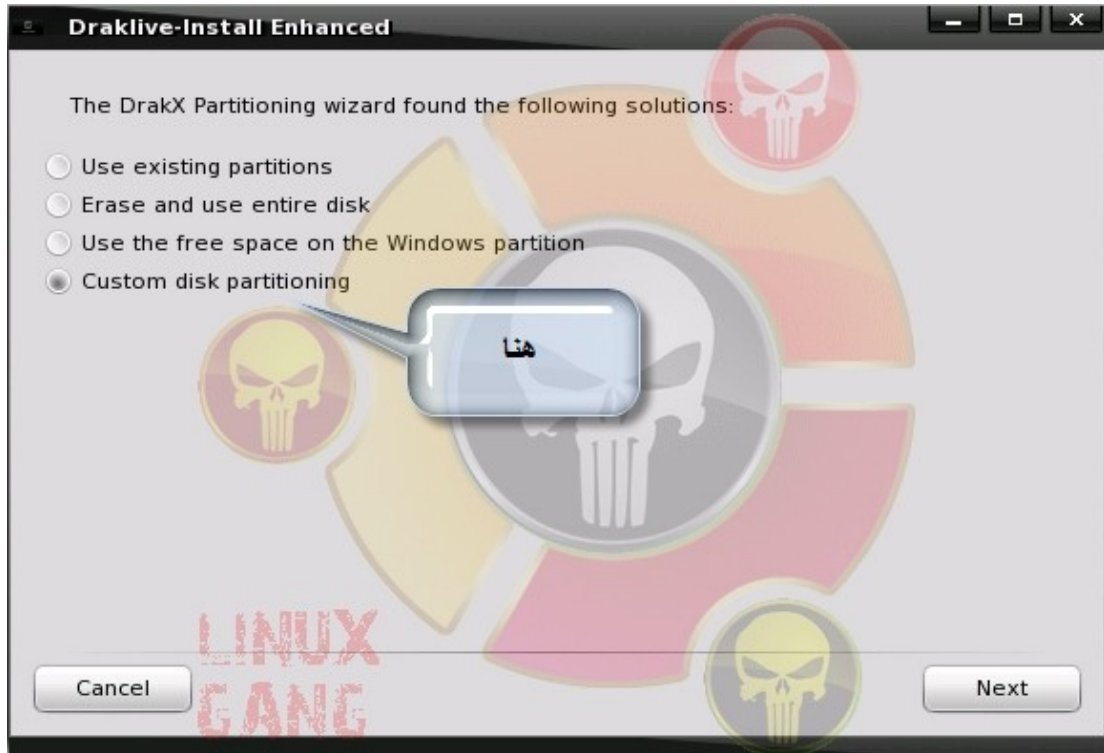 Draklive-Install Enhanced
The DrakX Partitioning wizard found the following solutions:
Use existing partitions
Erase and use entire disk
Use the free space on the Windows partition
Custom disk partitioning
هنا
LINUX
GANG
Cancel
Next